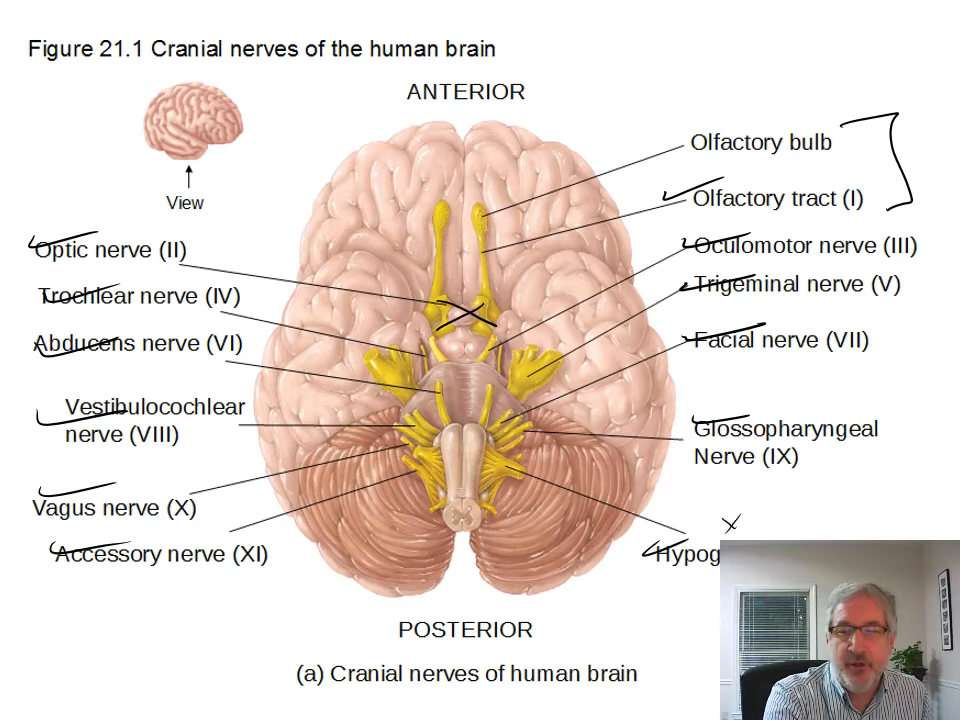 Figure 21.1 Cranial nerves of the human brain
ANTERIOR
View
Olfactory bulb
Olfactory tract (I)
Oculomotor nerve (III)
Trigeminal nerve (V)
Facial nerve (VII)
Glossopharyngeal
Nerve (IX)
Hypog
Optic nerve (II)
Trochlear nerve (IV)
Abducens nerve (VI)
Vestibulocochlear
nerve (VIII)
Vagus nerve (X)
Accessory nerve (XI)
POSTERIOR
(a) Cranial nerves of human brain